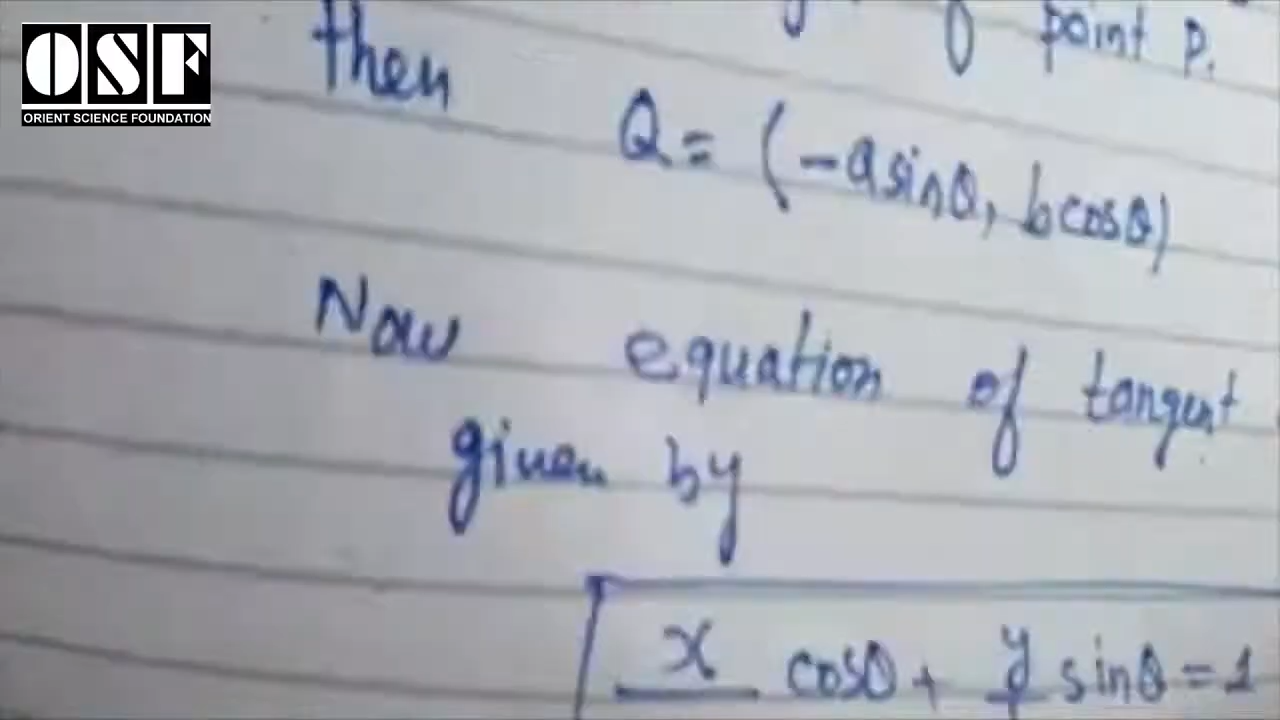 OSF
ORIENT SCIENCE FOUNDATION
point P.
then
Q = (-a sinθ, b cosθ)
Now equation of tangent
given by
x cosθ + y sinθ = 1